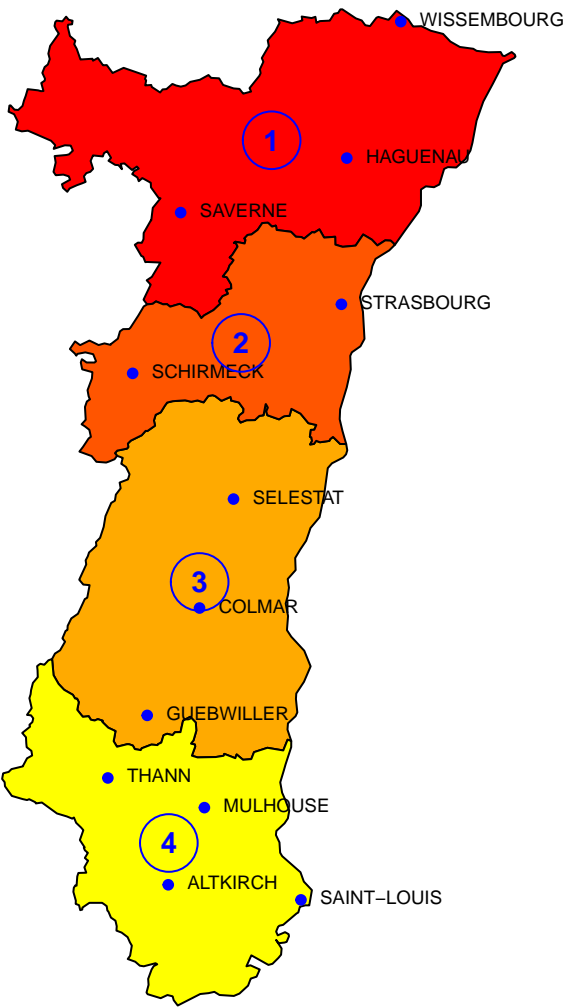 WISSEMBOURG
1
HAGUENAU
SAVERNE
STRASBOURG
2
SCHIRMECK
SELESTAT
3
COLMAR
GUEBWILLER
THANN
MULHOUSE
4
ALTKIRCH
SAINT−LOUIS